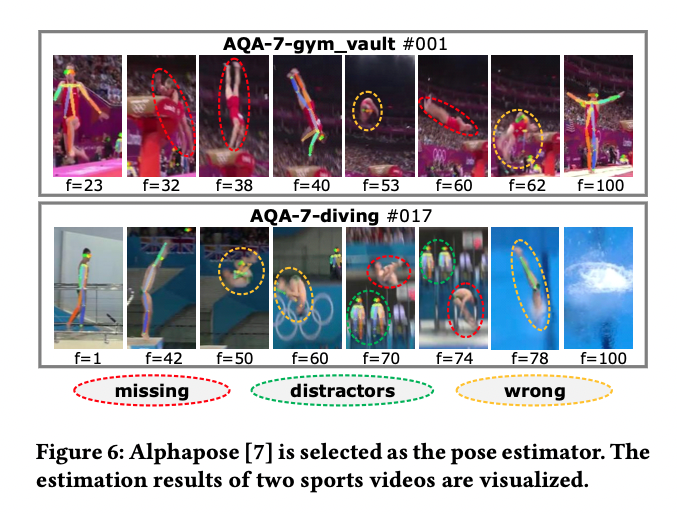 AQA-7-gym_vault #001
f=23 f=32 f=38 f=40 f=53 f=60 f=62 f=100
AQA-7-diving #017
f=1 f=42 f=50 f=60 f=70 f=74 f=78 f=100
missing distractors wrong
Figure 6: Alphapose [7] is selected as the pose estimator. The
estimation results of two sports videos are visualized.